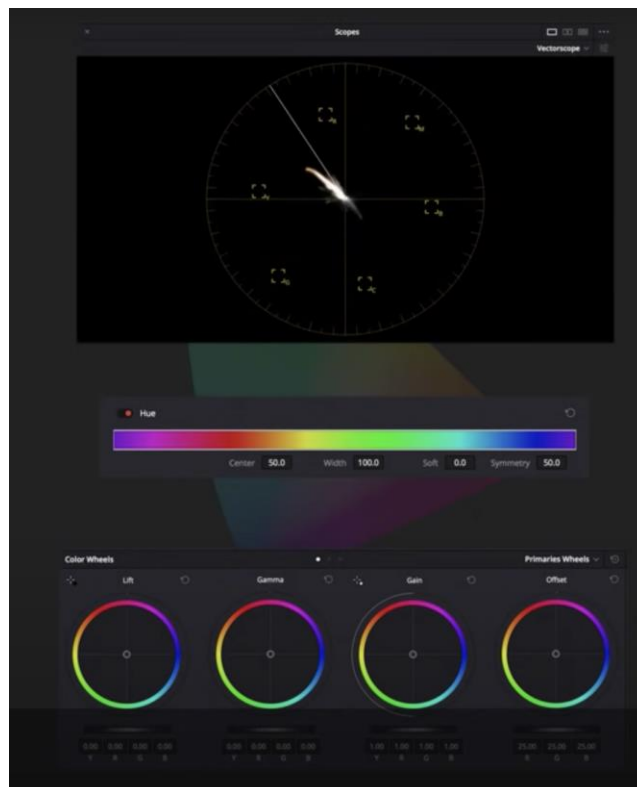 Scopes
Vectorscope
R
M
Y
B
G
C
Hue
Center 50.0 Width 100.0 Soft 0.0 Symmetry 50.0
Color Wheels Primaries Wheels
Lift Gamma Gain Offset
0.00 0.00 0.00 0.00 0.00 0.00 0.00 0.00 1.00 1.00 1.00 1.00 25.00 25.00 25.00
Y R G B Y R G B Y R G B R G B